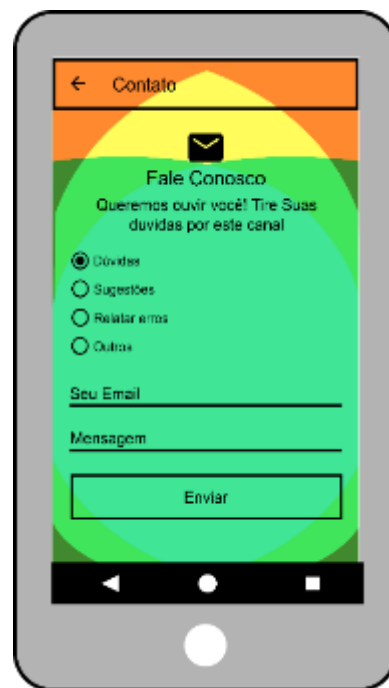 Contato
Fale Conosco
Queremos ouvir você! Tire Suas
duvidas por este canal
Dúvidas
Sugestões
Relatar erros
Outros
Seu Email
Mensagem
Enviar